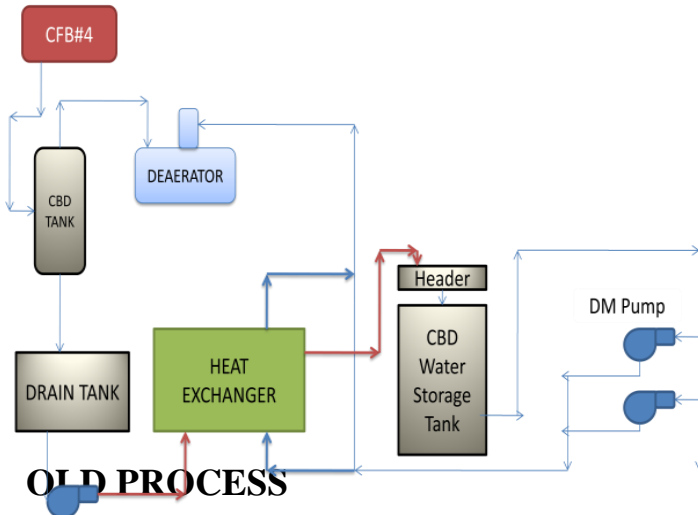 CFB#4
DEAERATOR
CBD
TANK
Header
DM Pump
CBD
Water
Storage
Tank
HEAT
EXCHANGER
DRAIN TANK
OLD PROCESS